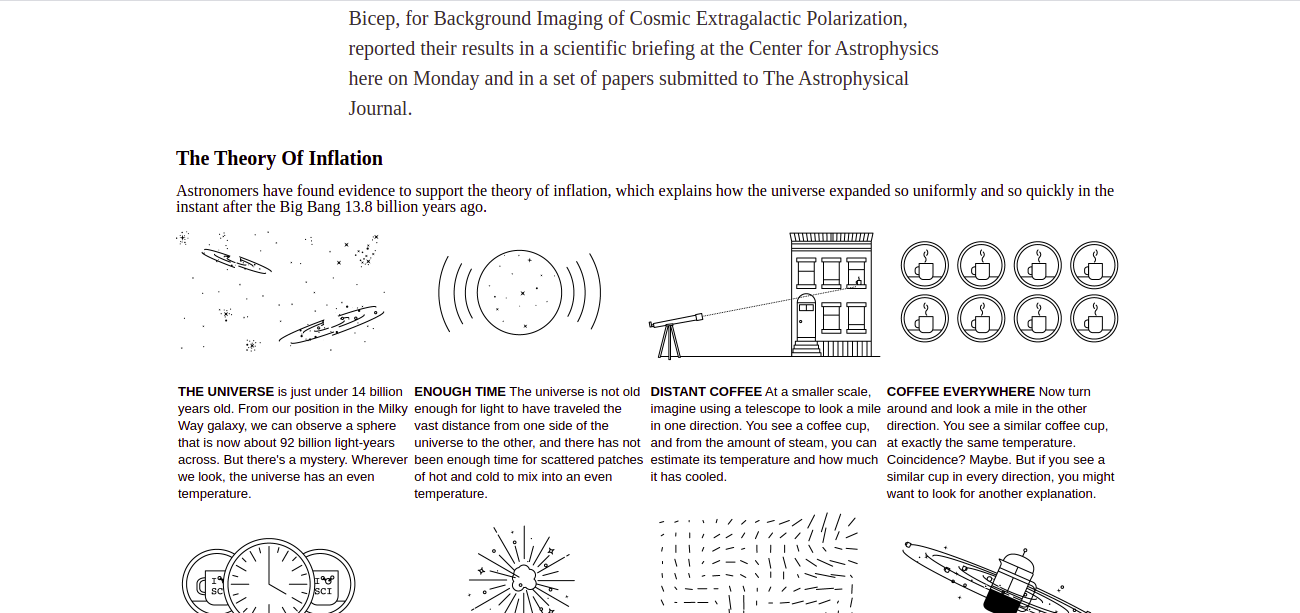 Bicep, for Background Imaging of Cosmic Extragalactic Polarization,
reported their results in a scientific briefing at the Center for Astrophysics
here on Monday and in a set of papers submitted to The Astrophysical
Journal.
The Theory Of Inflation
Astronomers have found evidence to support the theory of inflation, which explains how the universe expanded so uniformly and so quickly in the
instant after the Big Bang 13.8 billion years ago.
THE UNIVERSE is just under 14 billion
years old. From our position in the Milky
Way galaxy, we can observe a sphere
that is now about 92 billion light-years
across. But there's a mystery. Wherever
we look, the universe has an even
temperature.
ENOUGH TIME The universe is not old
enough for light to have traveled the
vast distance from one side of the
universe to the other, and there has not
been enough time for scattered patches
of hot and cold to mix into an even
temperature.
DISTANT COFFEE At a smaller scale,
imagine using a telescope to look a mile
in one direction. You see a coffee cup,
and from the amount of steam, you can
estimate its temperature and how much
it has cooled.
COFFEE EVERYWHERE Now turn
around and look a mile in the other
direction. You see a similar coffee cup,
at exactly the same temperature.
Coincidence? Maybe. But if you see a
similar cup in every direction, you might
want to look for another explanation.
I
SC
I
SCI